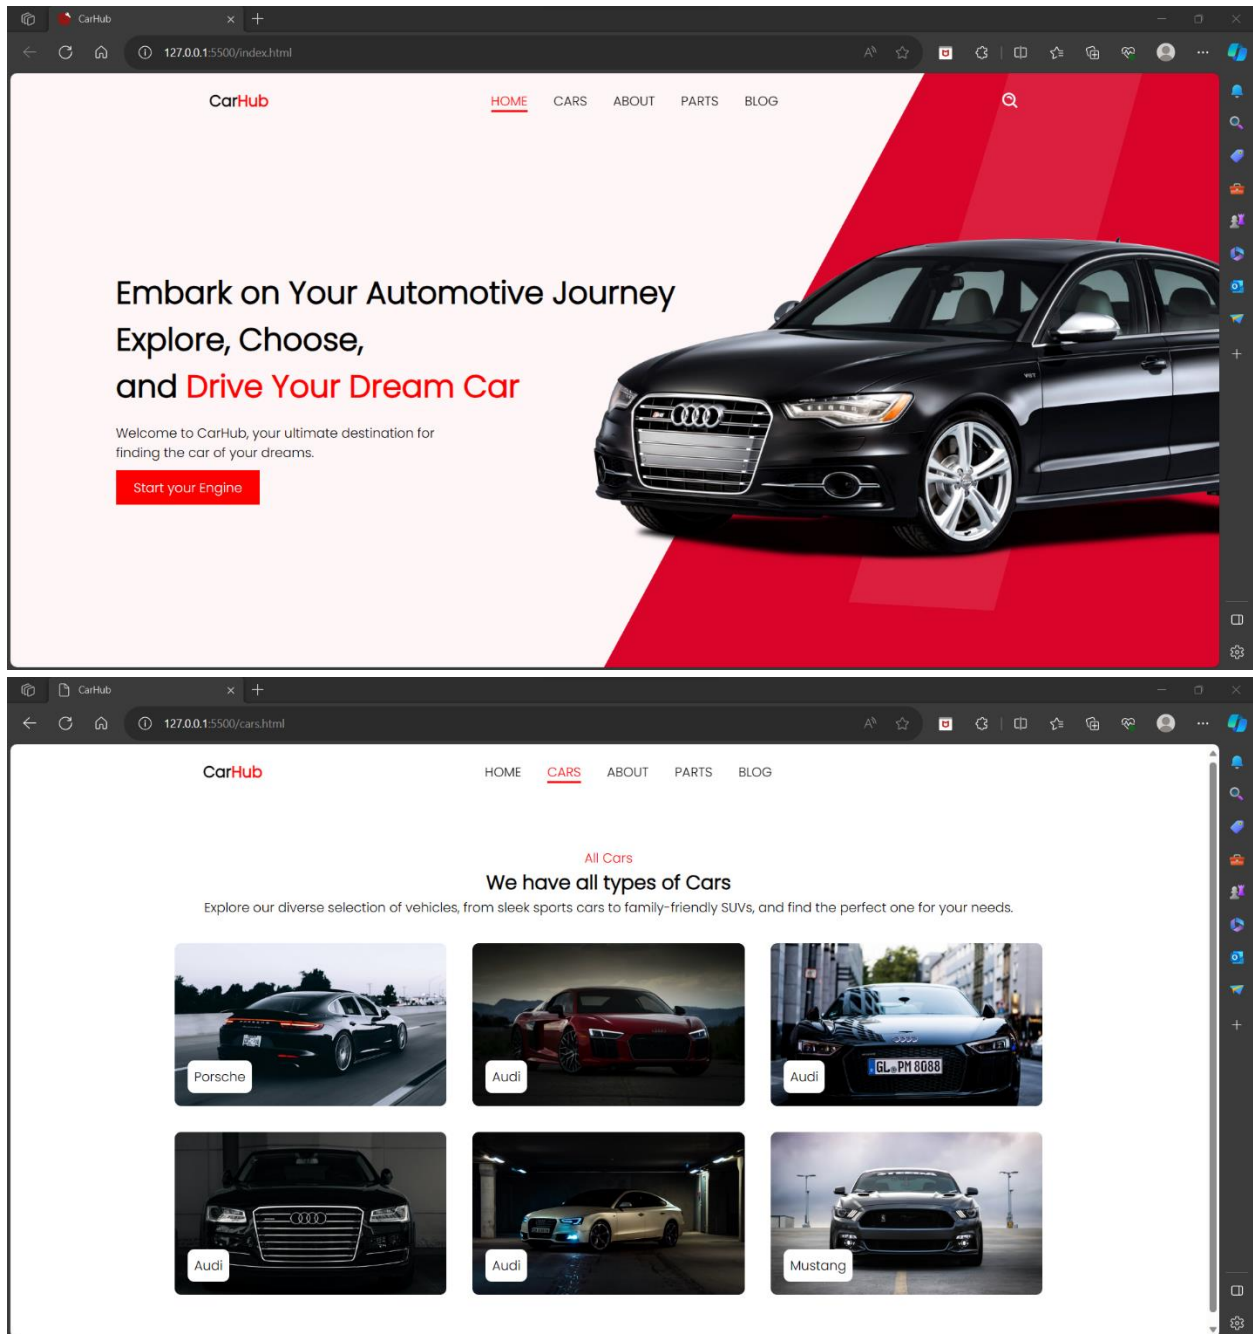 CarHub
127.0.0.1:5500/index.html
CarHub
HOME CARS ABOUT PARTS BLOG
Embark on Your Automotive Journey
Explore, Choose,
and Drive Your Dream Car
Welcome to CarHub, your ultimate destination for
finding the car of your dreams.
Start your Engine
CarHub
127.0.0.1:5500/cars.html
CarHub
HOME CARS ABOUT PARTS BLOG
All Cars
We have all types of Cars
Explore our diverse selection of vehicles, from sleek sports cars to family-friendly SUVs, and find the perfect one for your needs.
Porsche
Audi
GL PM 8088
Audi
Audi
Audi
Mustang